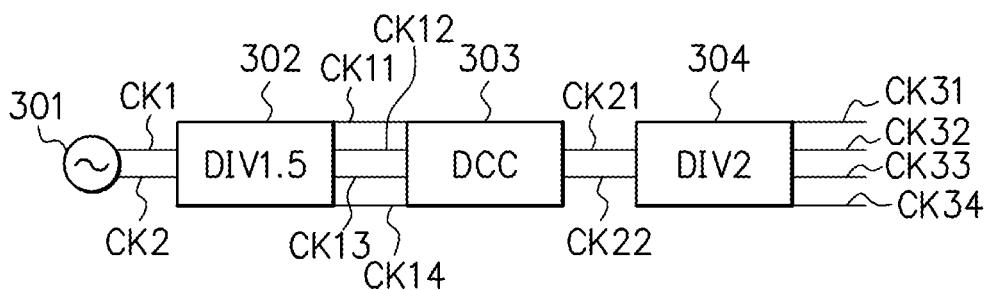 CK12
302
303
304
CK11
301
CK1
CK21
CK31
CK32
DIV1.5
DCC
DIV2
CK33
CK34
CK2
CK13
CK22
CK14